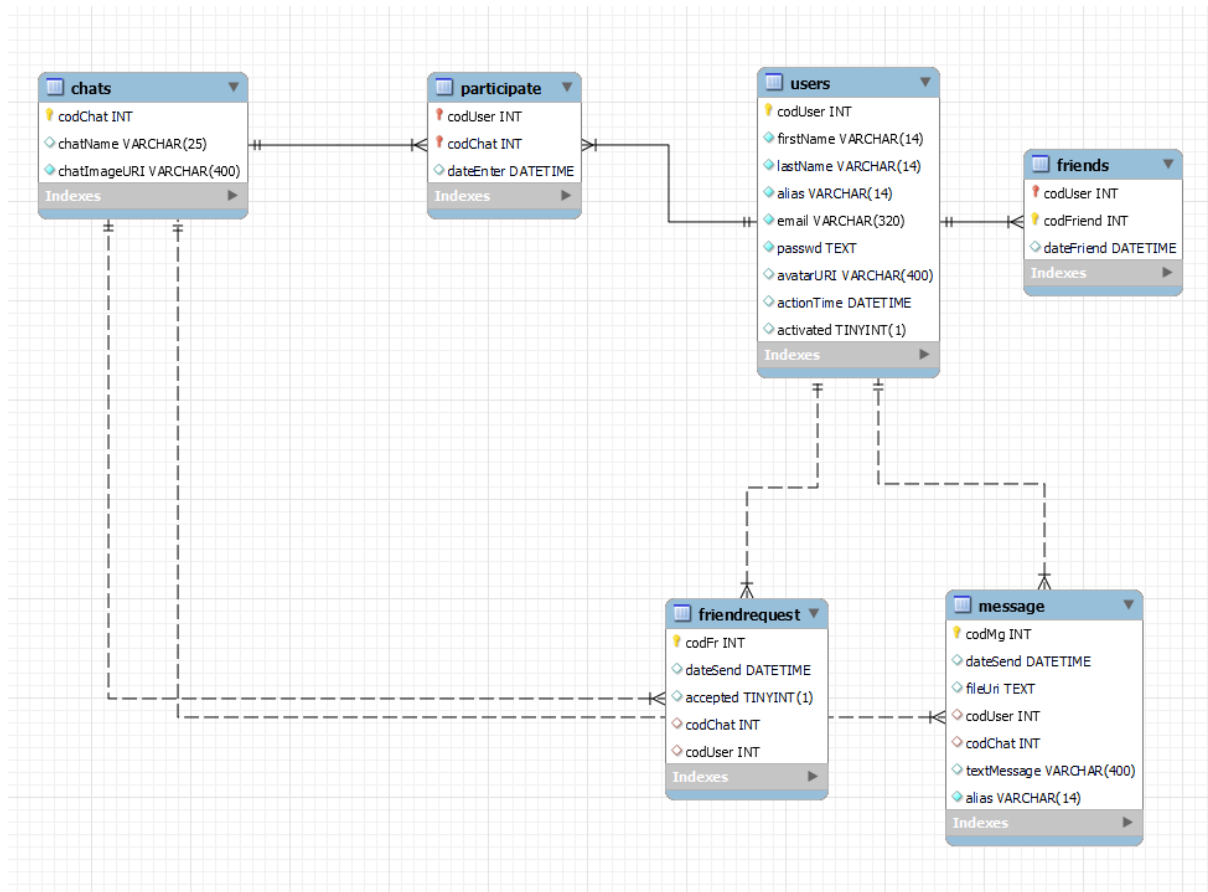 chats
codChat INT
chatName VARCHAR(25)
chatImageURI VARCHAR(400)
Indexes
participate
codUser INT
codChat INT
dateEnter DATETIME
Indexes
users
codUser INT
firstName VARCHAR(14)
lastName VARCHAR(14)
alias VARCHAR(14)
email VARCHAR(320)
passwd TEXT
avatarURI VARCHAR(400)
actionTime DATETIME
activated TINYINT(1)
Indexes
friends
codUser INT
codFriend INT
dateFriend DATETIME
Indexes
friendrequest
codFr INT
dateSend DATETIME
accepted TINYINT(1)
codChat INT
codUser INT
Indexes
message
codMg INT
dateSend DATETIME
fileUri TEXT
codUser INT
codChat INT
textMessage VARCHAR(400)
alias VARCHAR(14)
Indexes